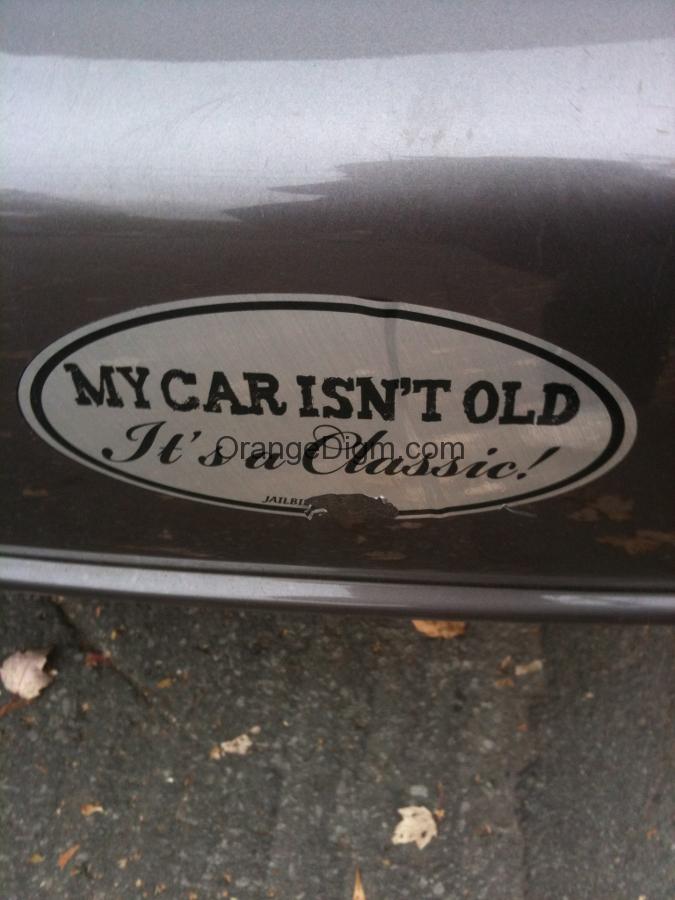 MY CAR ISN'T OLD
It's a Classic!
OrangeDigm.com